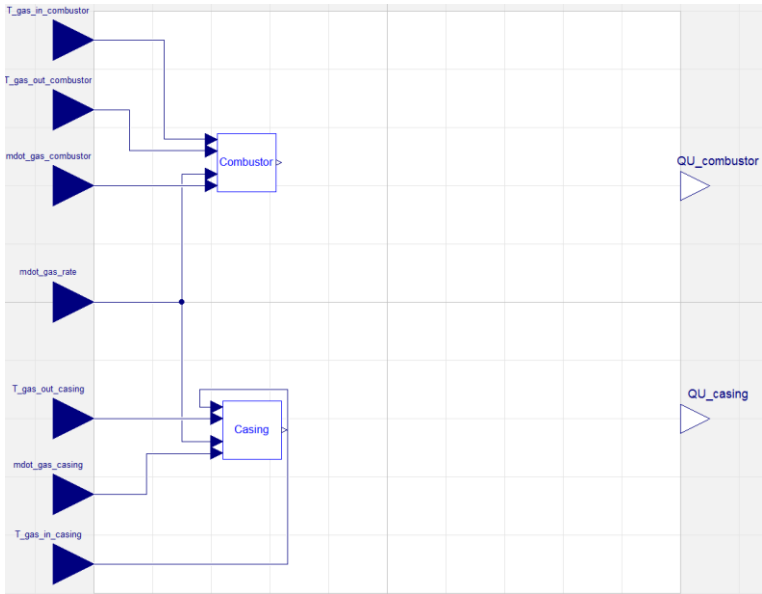 T_gas_in_combustor
T_gas_out_combustor
mdot_gas_combustor
Combustor
QU_combustor
mdot_gas_rate
T_gas_out_casing
QU_casing
Casing
mdot_gas_casing
T_gas_in_casing